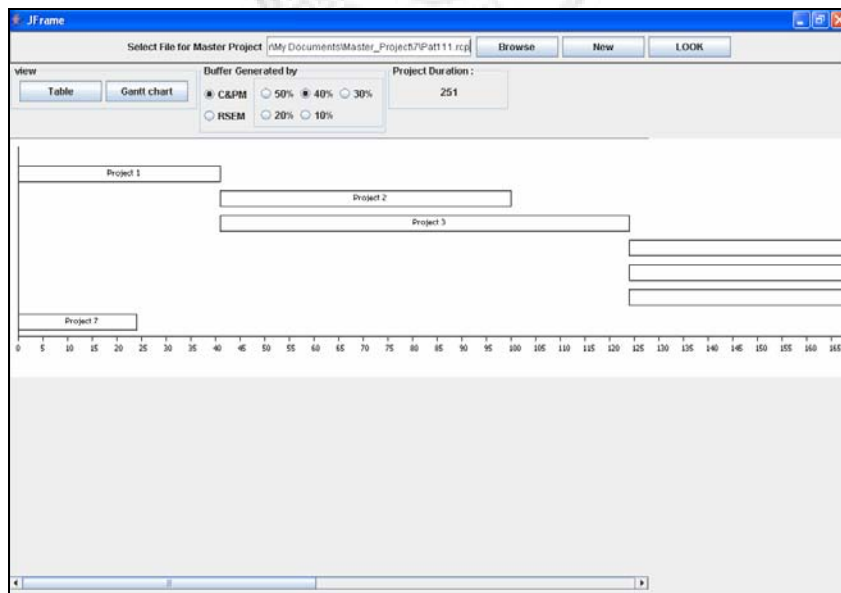 JFrame
Select File for Master Project r\My Documents\Master_Project\7\Pat111.rcp Browse New LOOK
view
Buffer Generated by
Project Duration :
Table Gantt chart
C&PM 50% 40% 30%
251
RSEM 20% 10%
Project 1
Project 2
Project 3
Project 7
0 5 10 15 20 25 30 35 40 45 50 55 60 65 70 75 80 85 90 95 100 105 110 115 120 125 130 135 140 145 150 155 160 165